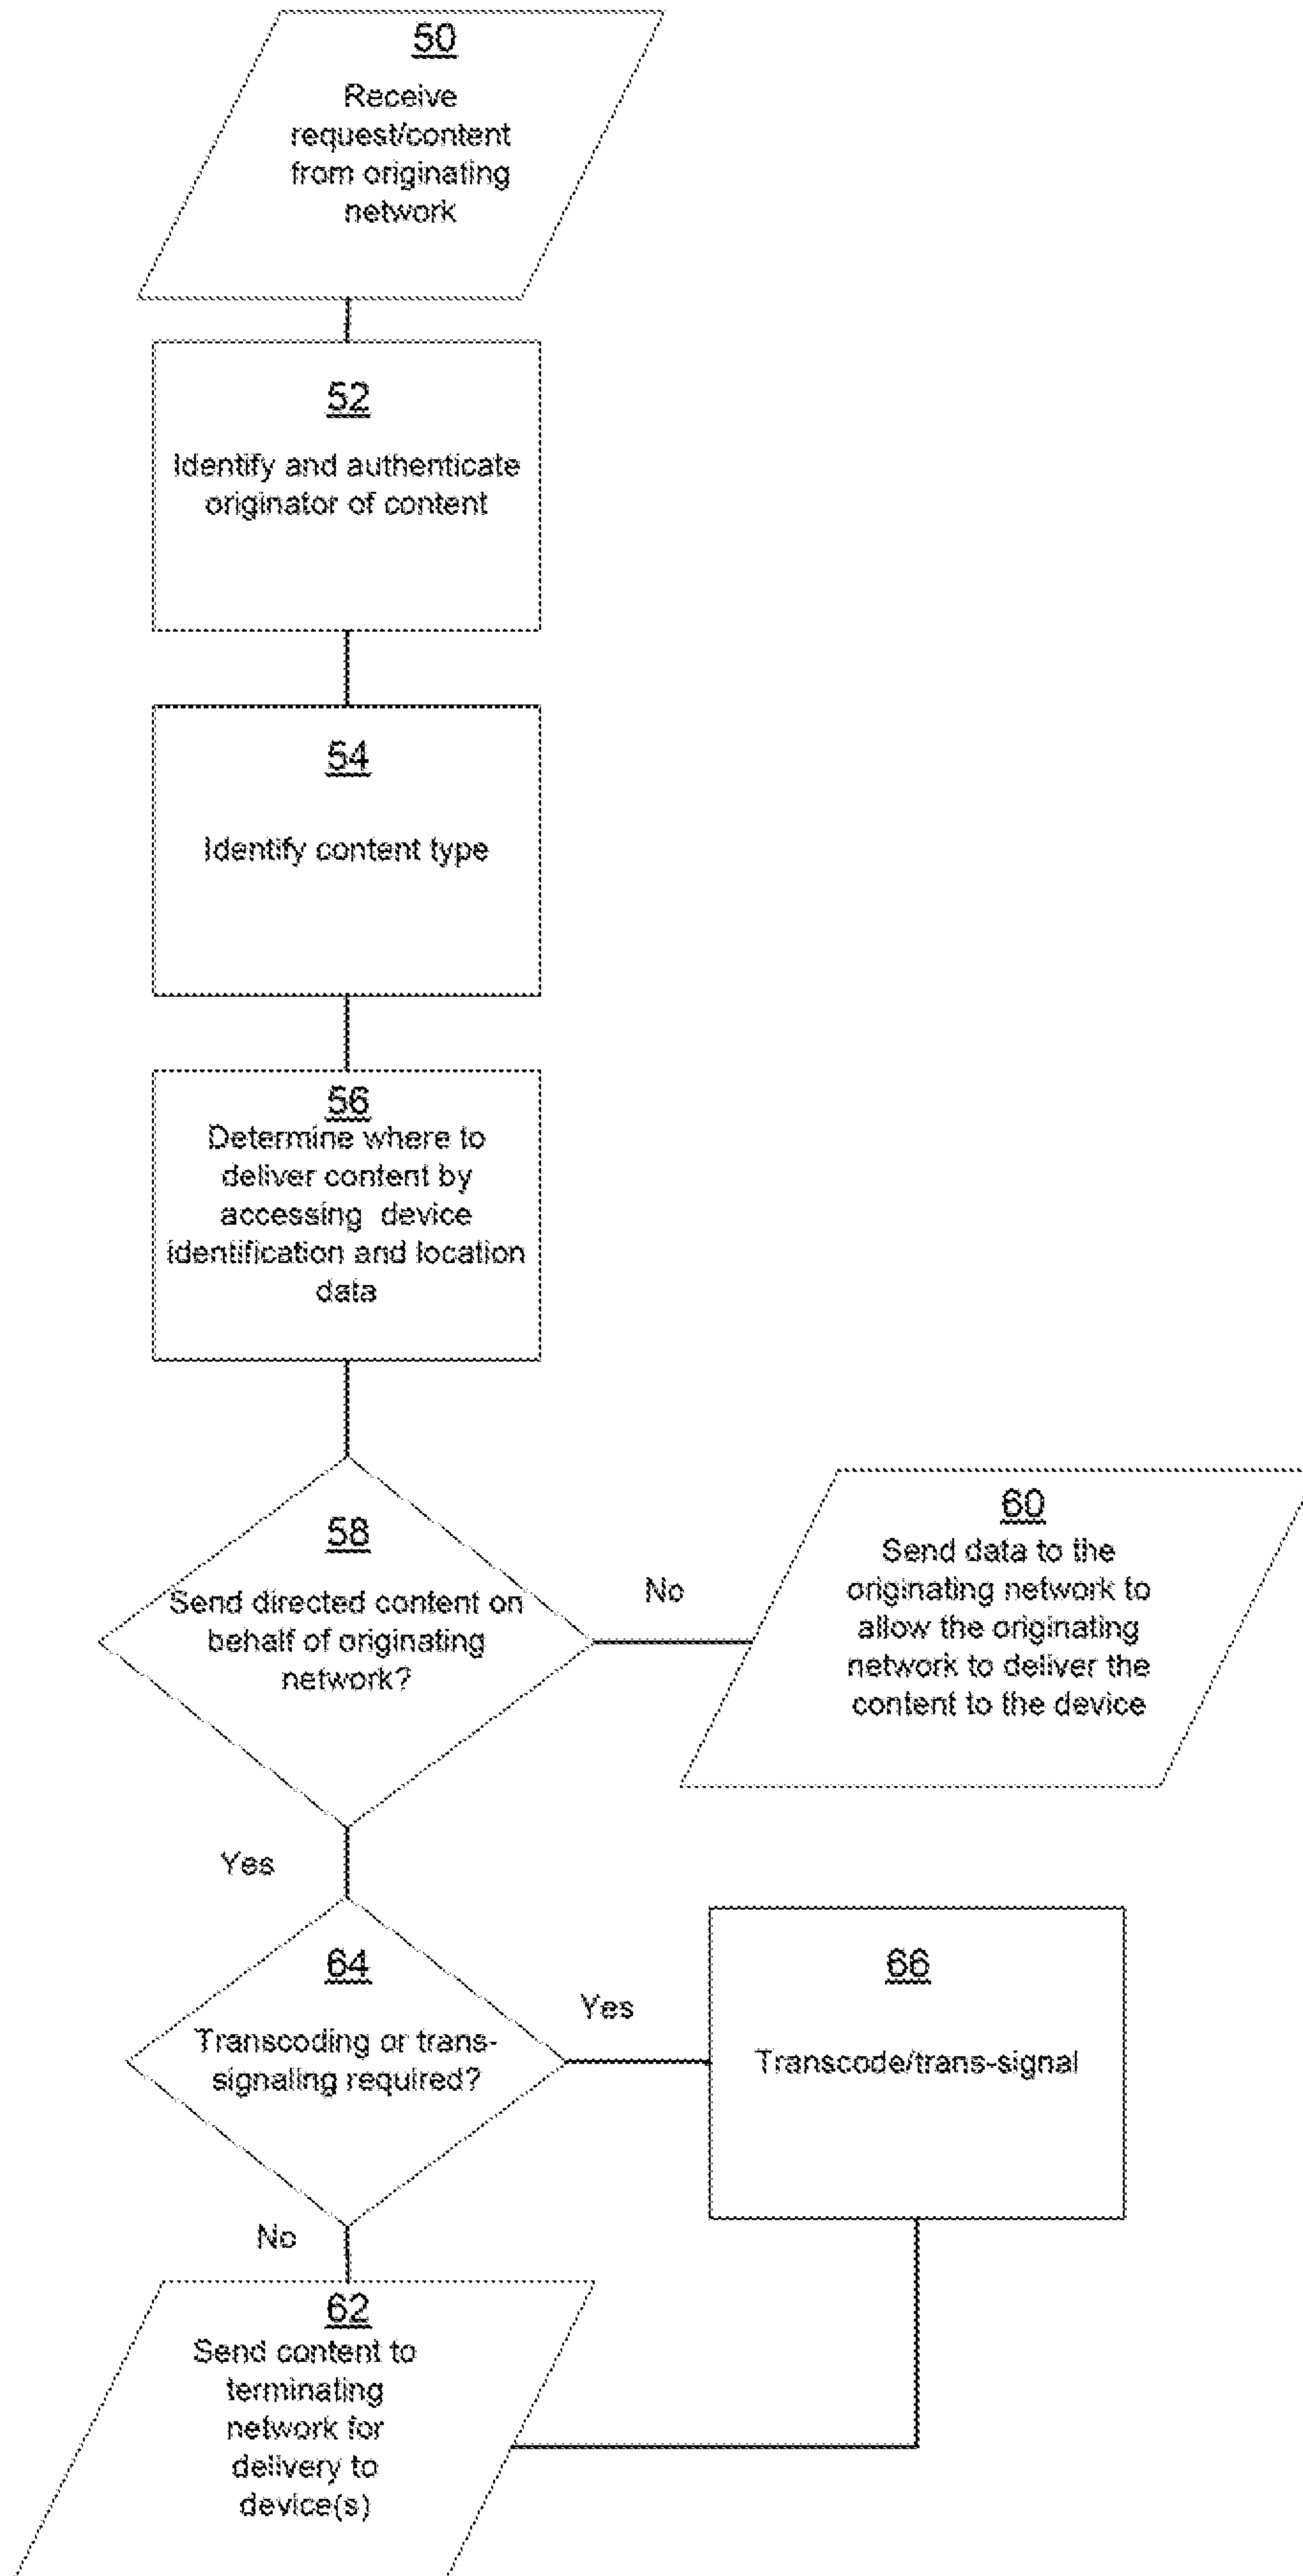 50
Receive
request/content
from originating
network
52
Identify and authenticate
originator of content
54
Identify content type
56
Determine where to
deliver content by
accessing device
identification and location
data
58
Send directed content on
behalf of originating
network?
No
60
Send data to the
originating network to
allow the originating
network to deliver the
content to the device
Yes
64
Transcoding or trans-
signaling required?
Yes
66
Transcode/trans-signal
No
62
Send content to
terminating
network for
delivery to
device(s)